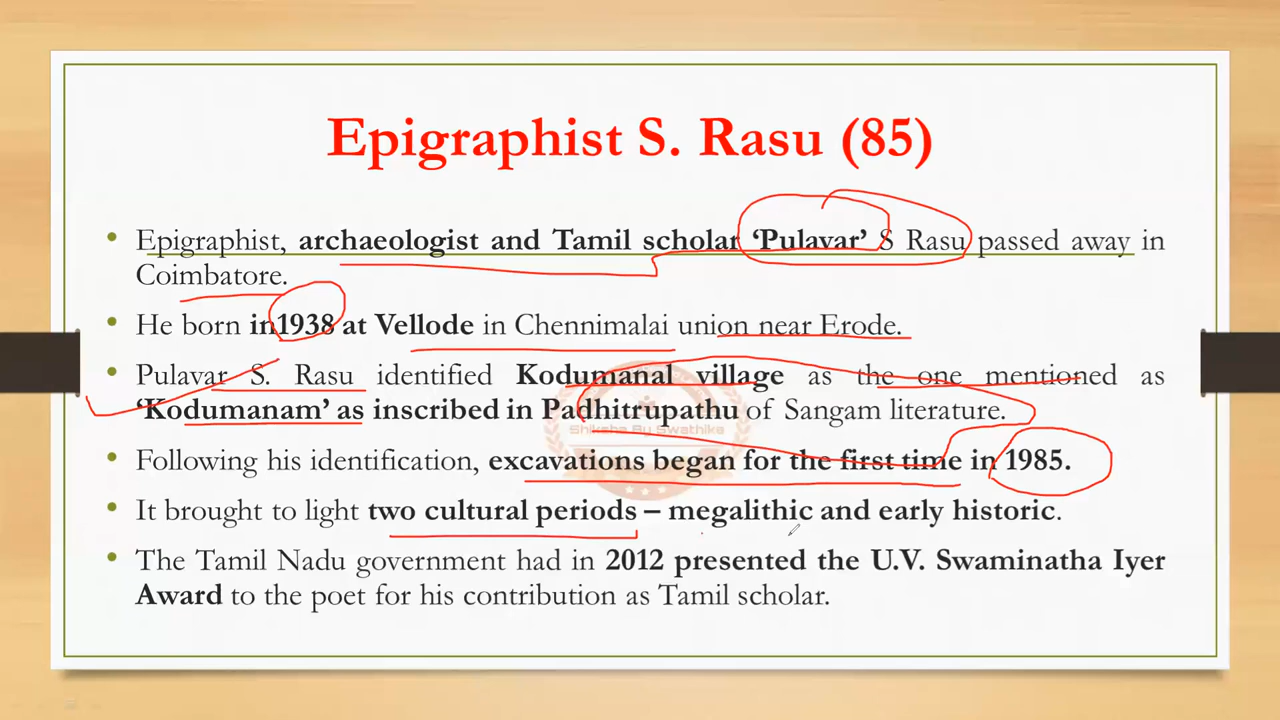 Epigraphist S. Rasu (85)
• Epigraphist, archaeologist and Tamil scholar ‘Pulavar’ S Rasu passed away in
Coimbatore.
• He born in1938 at Vellode in Chennimalai union near Erode.
• Pulavar S. Rasu identified Kodumanal village as the one mentioned as
‘Kodumanam’ as inscribed in Padhitrupathu of Sangam literature.
Shiksha By Swathika
• Following his identification, excavations began for the first time in 1985.
• It brought to light two cultural periods – megalithic and early historic.
• The Tamil Nadu government had in 2012 presented the U.V. Swaminatha Iyer
Award to the poet for his contribution as Tamil scholar.